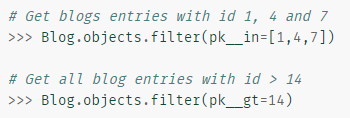 # Get blogs entries with id 1, 4 and 7
>>> Blog.objects.filter(pk__in=[1,4,7])
# Get all blog entries with id > 14
>>> Blog.objects.filter(pk__gt=14)